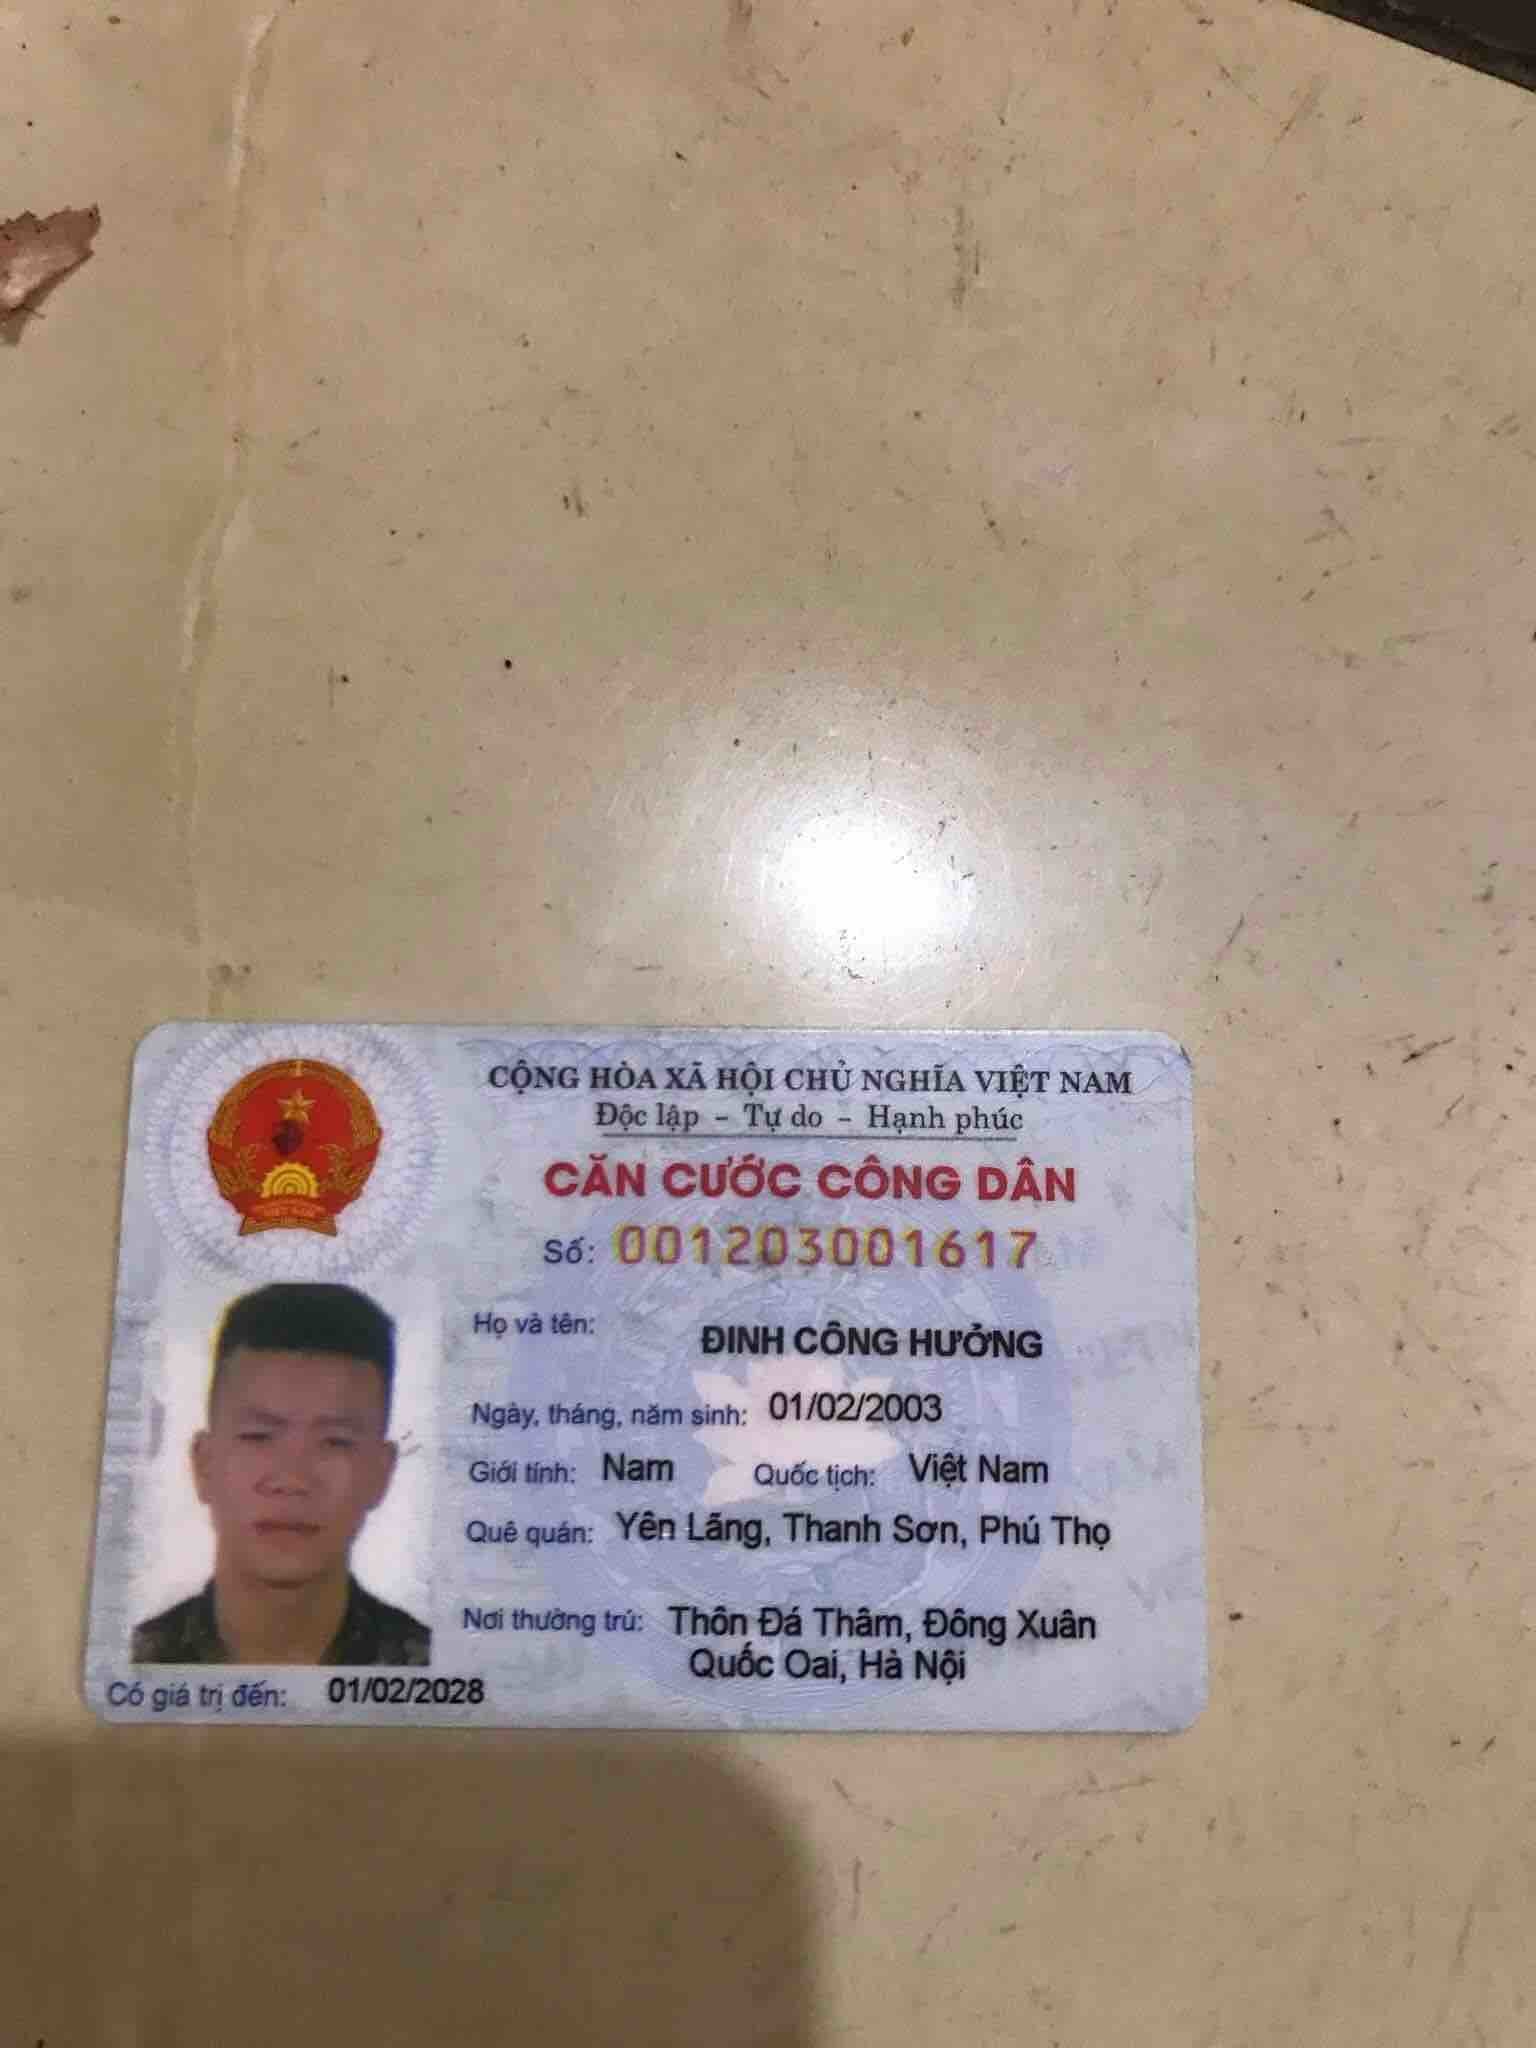 CỘNG HÒA XÃ HỘI CHỦ NGHĨA VIỆT NAM
Độc lập - Tự do - Hạnh phúc
CĂN CƯỚC CÔNG DÂN
Số: 001203001617
Họ và tên: ĐINH CÔNG HƯỞNG
Ngày, tháng, năm sinh: 01/02/2003
Giới tính: Nam Quốc tịch: Việt Nam
Quê quán: Yên Lãng, Thanh Sơn, Phú Thọ
Nơi thường trú: Thôn Đá Thâm, Đông Xuân
Quốc Oai, Hà Nội
Có giá trị đến: 01/02/2028